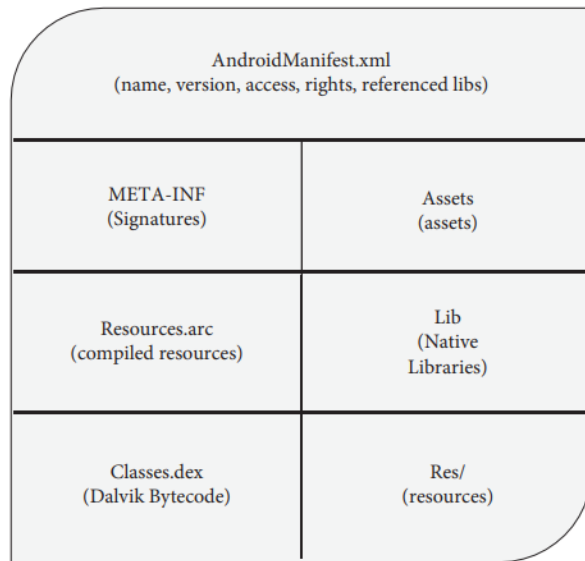 AndroidManifest.xml
(name, version, access, rights, referenced libs)
META-INF
(Signatures)
Assets
(assets)
Resources.arc
(compiled resources)
Lib
(Native
Libraries)
Classes.dex
(Dalvik Bytecode)
Res/
(resources)